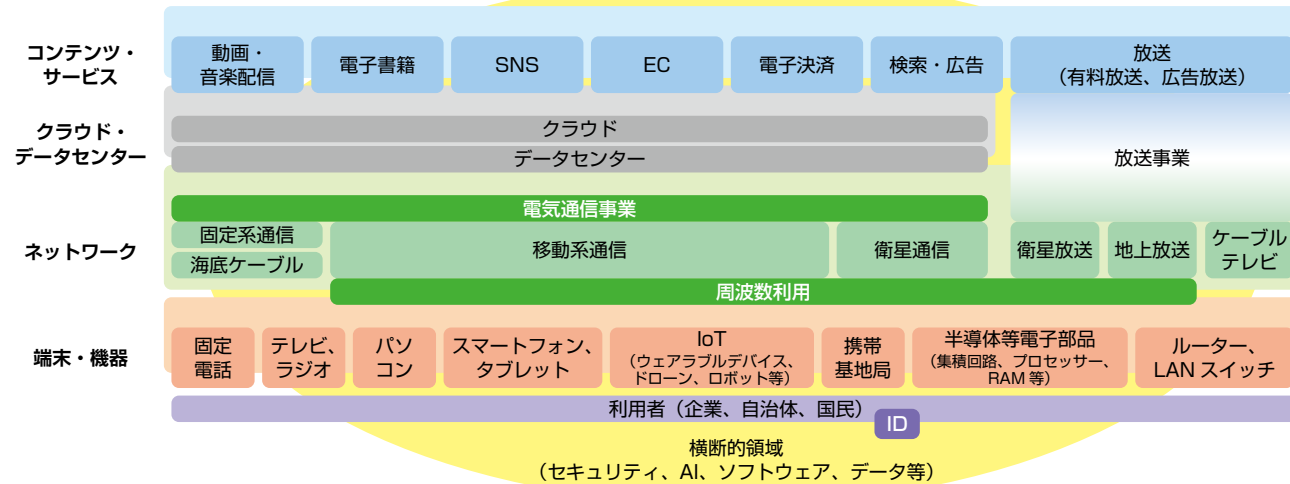 コンテンツ・
サービス
動画・
音楽配信
電子書籍
SNS
EC
電子決済
検索・広告
放送
（有料放送、広告放送）
クラウド・
データセンター
クラウド
データセンター
放送事業
電気通信事業
ネットワーク
固定系通信
海底ケーブル
移動系通信
衛星通信
衛星放送
地上放送
ケーブル
テレビ
周波数利用
端末・機器
固定
電話
テレビ、
ラジオ
パソ
コン
スマートフォン、
タブレット
IoT
（ウェアラブルデバイス、
ドローン、ロボット等）
携帯
基地局
半導体等電子部品
（集積回路、プロセッサー、
RAM 等）
ルーター、
LAN スイッチ
利用者（企業、自治体、国民）
ID
横断的領域
（セキュリティ、AI、ソフトウェア、データ等）